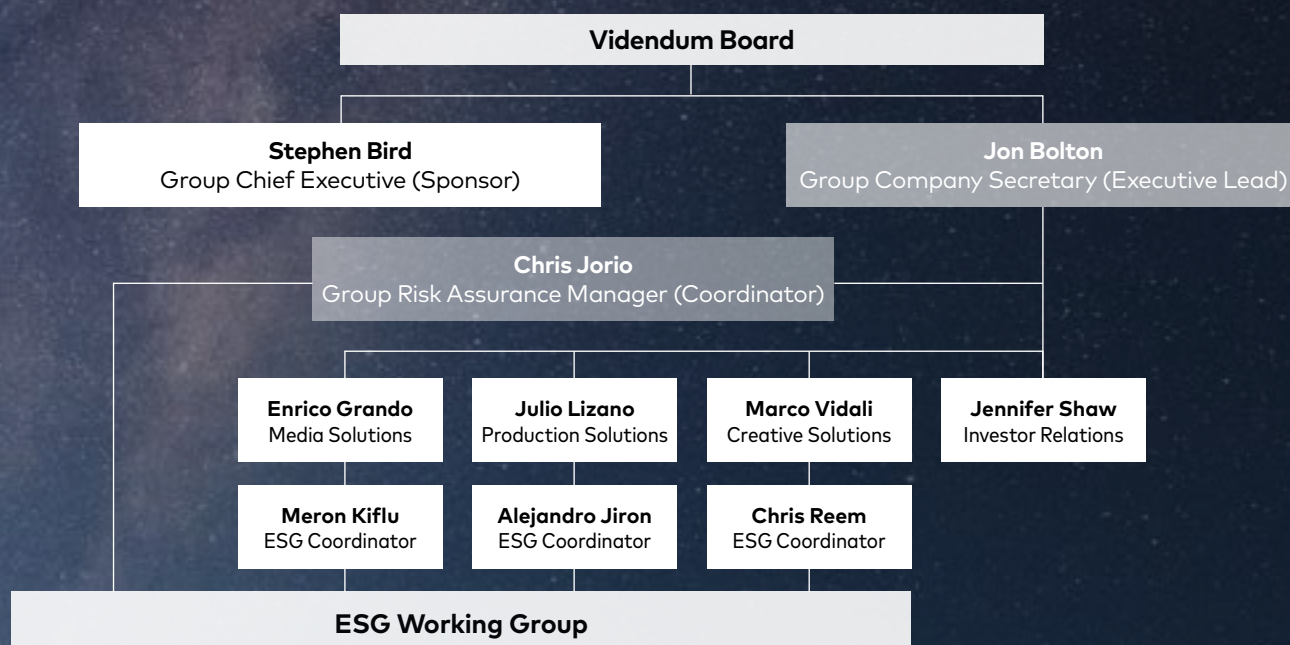 Videndum Board
Stephen Bird
Group Chief Executive (Sponsor)
Jon Bolton
Group Company Secretary (Executive Lead)
Chris Jorio
Group Risk Assurance Manager (Coordinator)
Enrico Grando
Media Solutions
Julio Lizano
Production Solutions
Marco Vidali
Creative Solutions
Jennifer Shaw
Investor Relations
Meron Kiflu
ESG Coordinator
Alejandro Jiron
ESG Coordinator
Chris Reem
ESG Coordinator
ESG Working Group